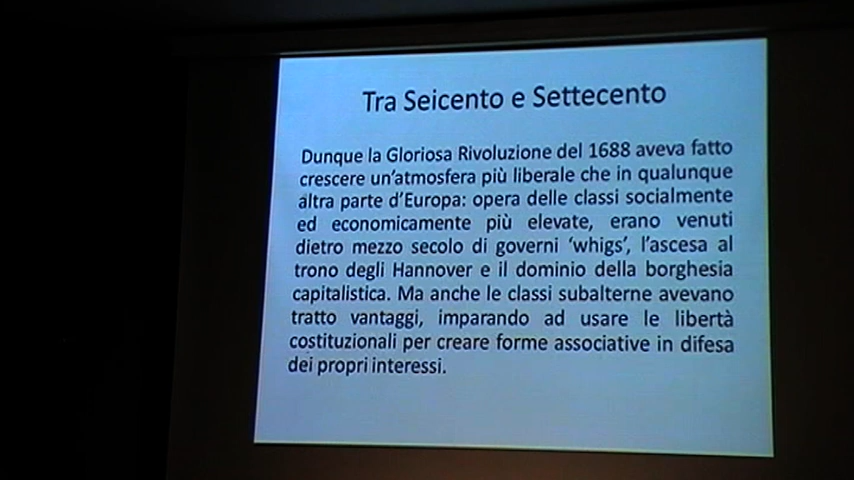 Tra Seicento e Settecento
Dunque la Gloriosa Rivoluzione del 1688 aveva fatto
crescere un'atmosfera più liberale che in qualunque
altra parte d'Europa: opera delle classi socialmente
ed economicamente più elevate, erano venuti
dietro mezzo secolo di governi 'whigs', l'ascesa al
trono degli Hannover e il dominio della borghesia
capitalistica. Ma anche le classi subalterne avevano
tratto vantaggi, imparando ad usare le libertà
costituzionali per creare forme associative in difesa
dei propri interessi.